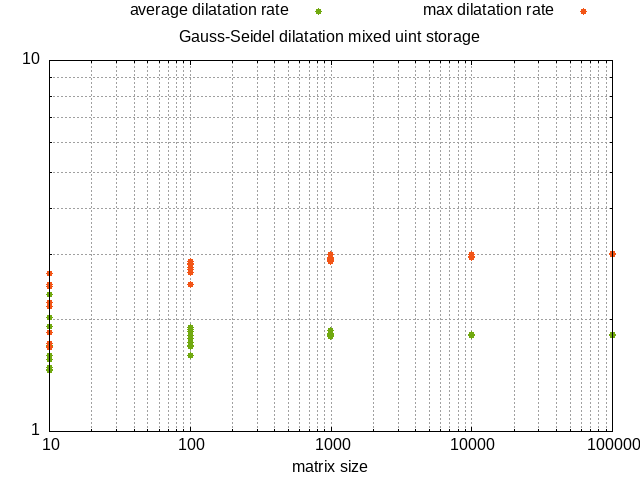 average dilatation rate
max dilatation rate
Gauss-Seidel dilatation mixed uint storage
10
1
10 100 1000 10000 100000
matrix size